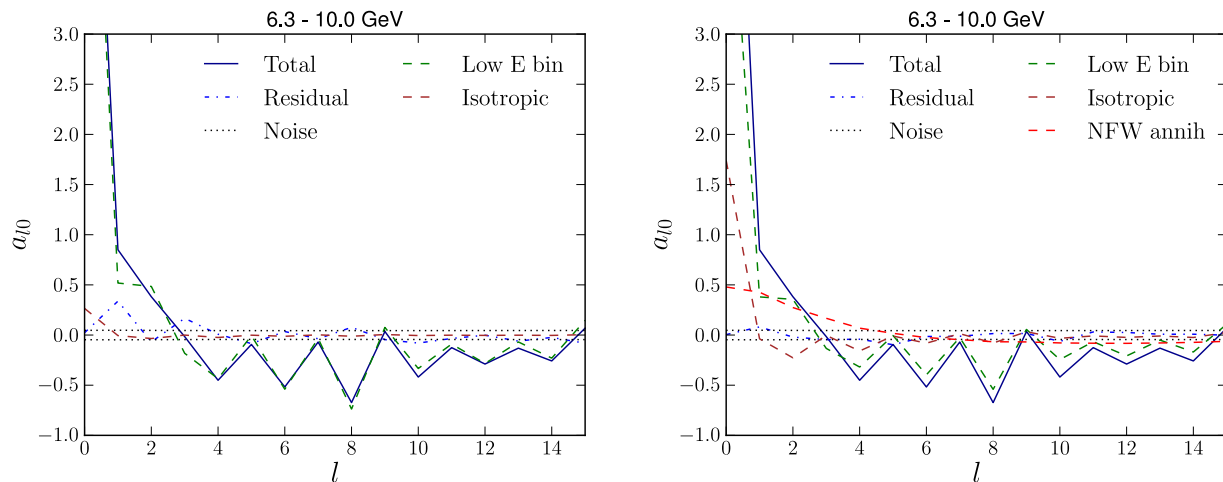 6.3 - 10.0 GeV
3.0
2.5
2.0
1.5
1.0
0.5
0.0
−0.5
−1.0
a_{l0}
Total
Residual
Noise
Low E bin
Isotropic
0 2 4 6 8 10 12 14
l
6.3 - 10.0 GeV
3.0
2.5
2.0
1.5
1.0
0.5
0.0
−0.5
−1.0
a_{l0}
Total
Residual
Noise
Low E bin
Isotropic
NFW annih
0 2 4 6 8 10 12 14
l